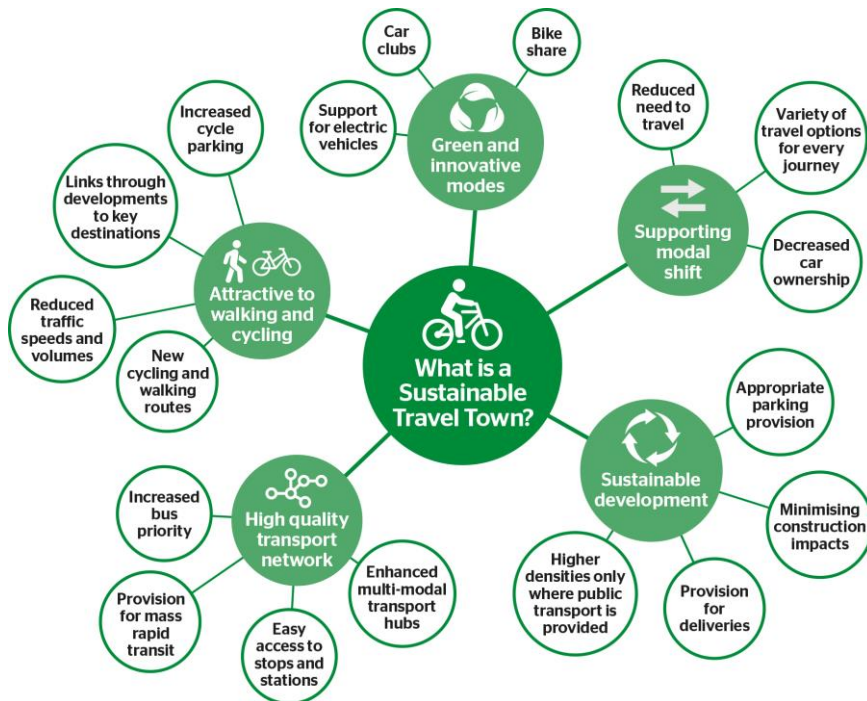 What is a
Sustainable
Travel Town?
Green and
innovative
modes
Car
clubs
Bike
share
Support
for electric
vehicles
Supporting
modal
shift
Reduced
need to
travel
Variety of
travel options
for every
journey
Decreased
car
ownership
Sustainable
development
Appropriate
parking
provision
Minimising
construction
impacts
Provision
for
deliveries
Higher
densities only
where public
transport is
provided
High quality
transport
network
Enhanced
multi-modal
transport
hubs
Easy
access to
stops and
stations
Provision
for mass
rapid
transit
Increased
bus
priority
Attractive to
walking and
cycling
New
cycling and
walking
routes
Reduced
traffic
speeds and
volumes
Links through
developments
to key
destinations
Increased
cycle
parking